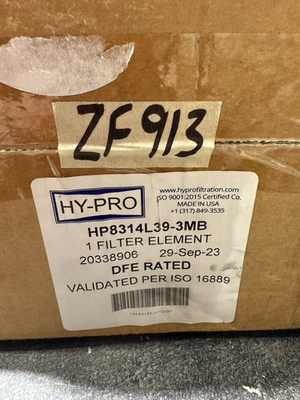 ZF913
HY-PRO
www.hyprofiltration.com
ISO 9001:2015 Certified Co.
MADE IN USA
+1 (317) 849-3535
HP8314L39-3MB
1 FILTER ELEMENT
20338906 29-Sep-23
DFE RATED
VALIDATED PER ISO 16889